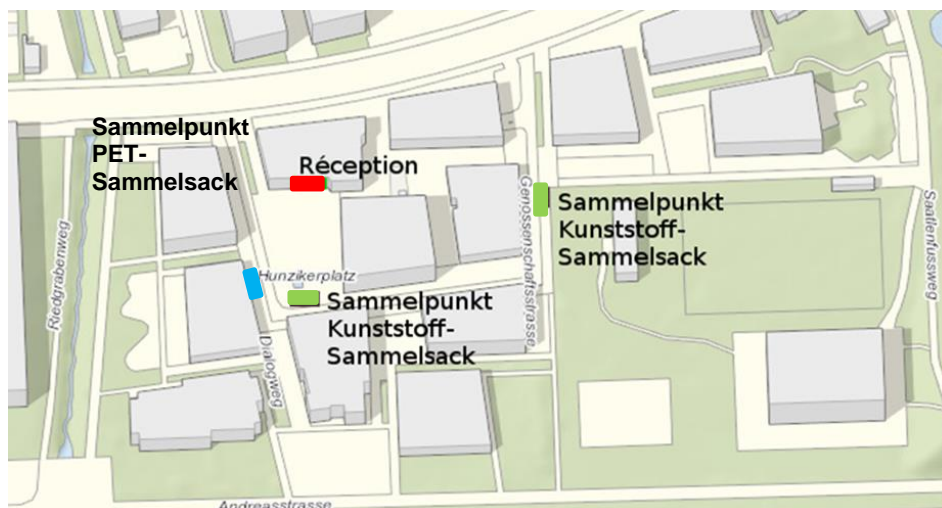 Sammelpunkt
PET-
Sammelsack
Réception
Sammelpunkt
Kunststoff-
Sammelsack
Hunzikerplatz
Sammelpunkt
Kunststoff-
Sammelsack
Riedgrabenweg
Dialogweg
Genossenschaftsstrasse
Saatlenfussweg
Andreasstrasse